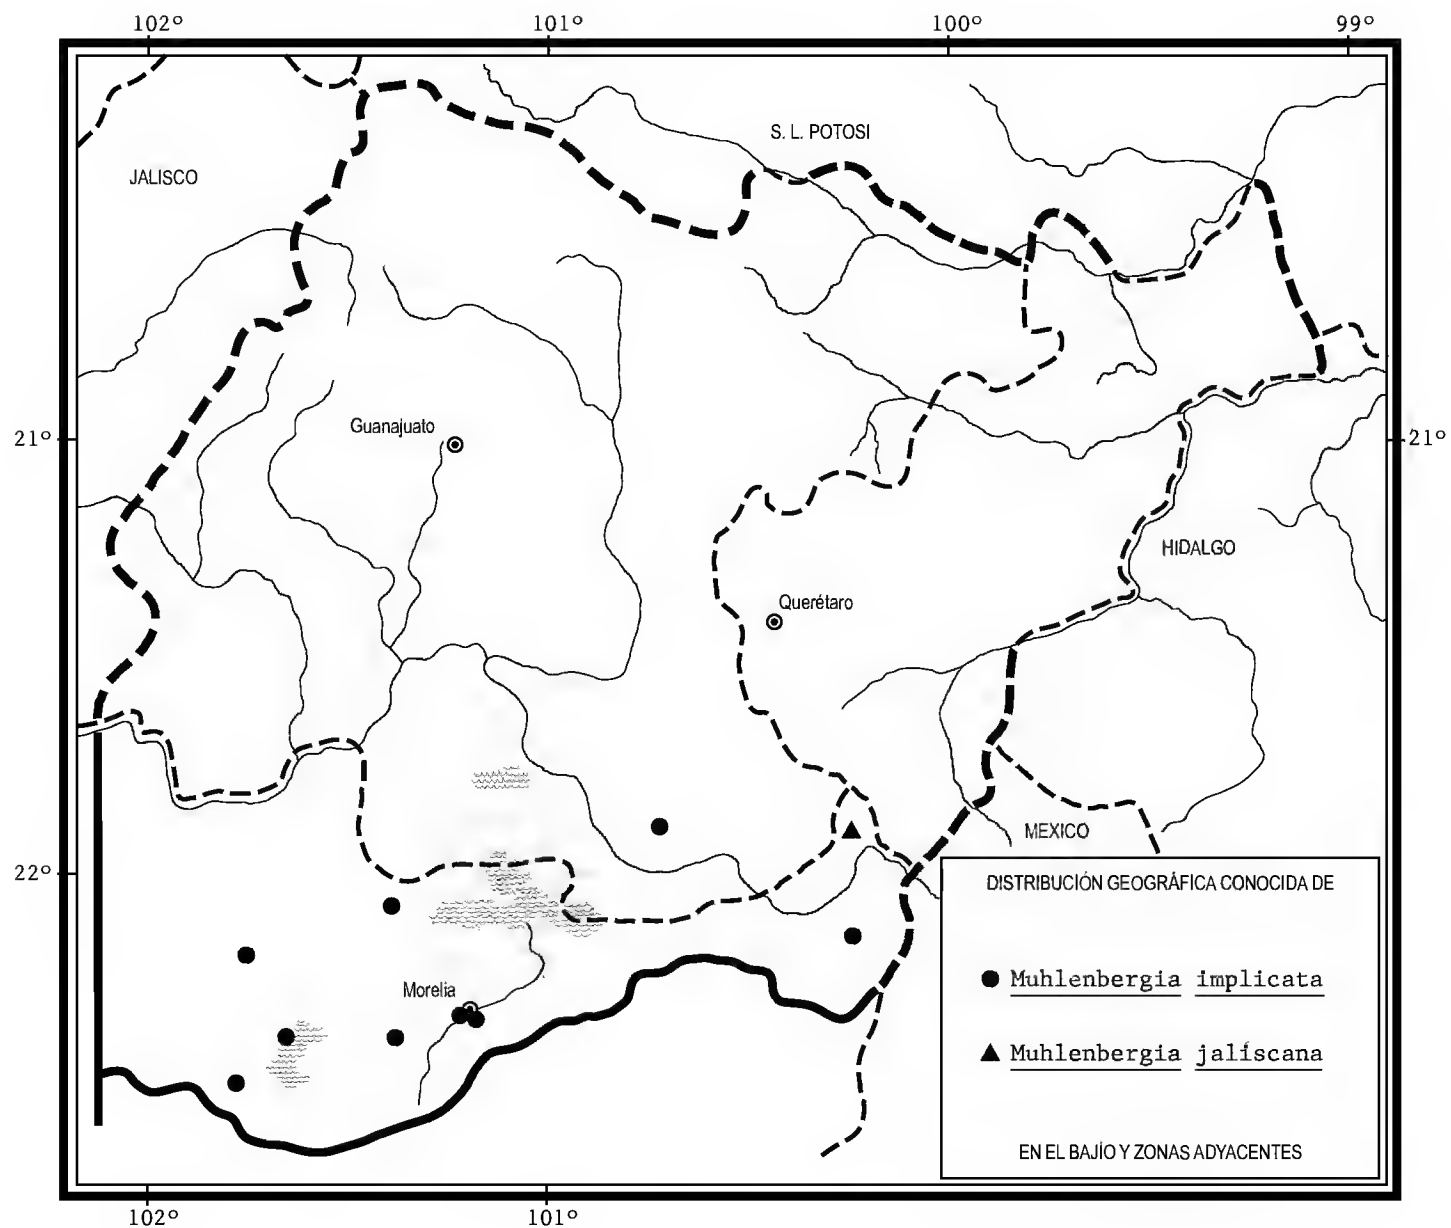 102° 101° 100° 99°
S. L. POTOSI
JALISCO
Guanajuato
21° 21°
HIDALGO
Querétaro
MEXICO
22°
DISTRIBUCIÓN GEOGRÁFICA CONOCIDA DE
Morelia
Muhlenbergia implicata
Muhlenbergia jaliscana
EN EL BAJÍO Y ZONAS ADYACENTES
102° 101°